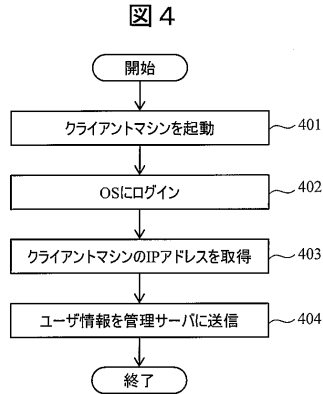 図４
開始
クライアントマシンを起動
401
OSにログイン
402
クライアントマシンのIPアドレスを取得
403
ユーザ情報を管理サーバに送信
404
終了